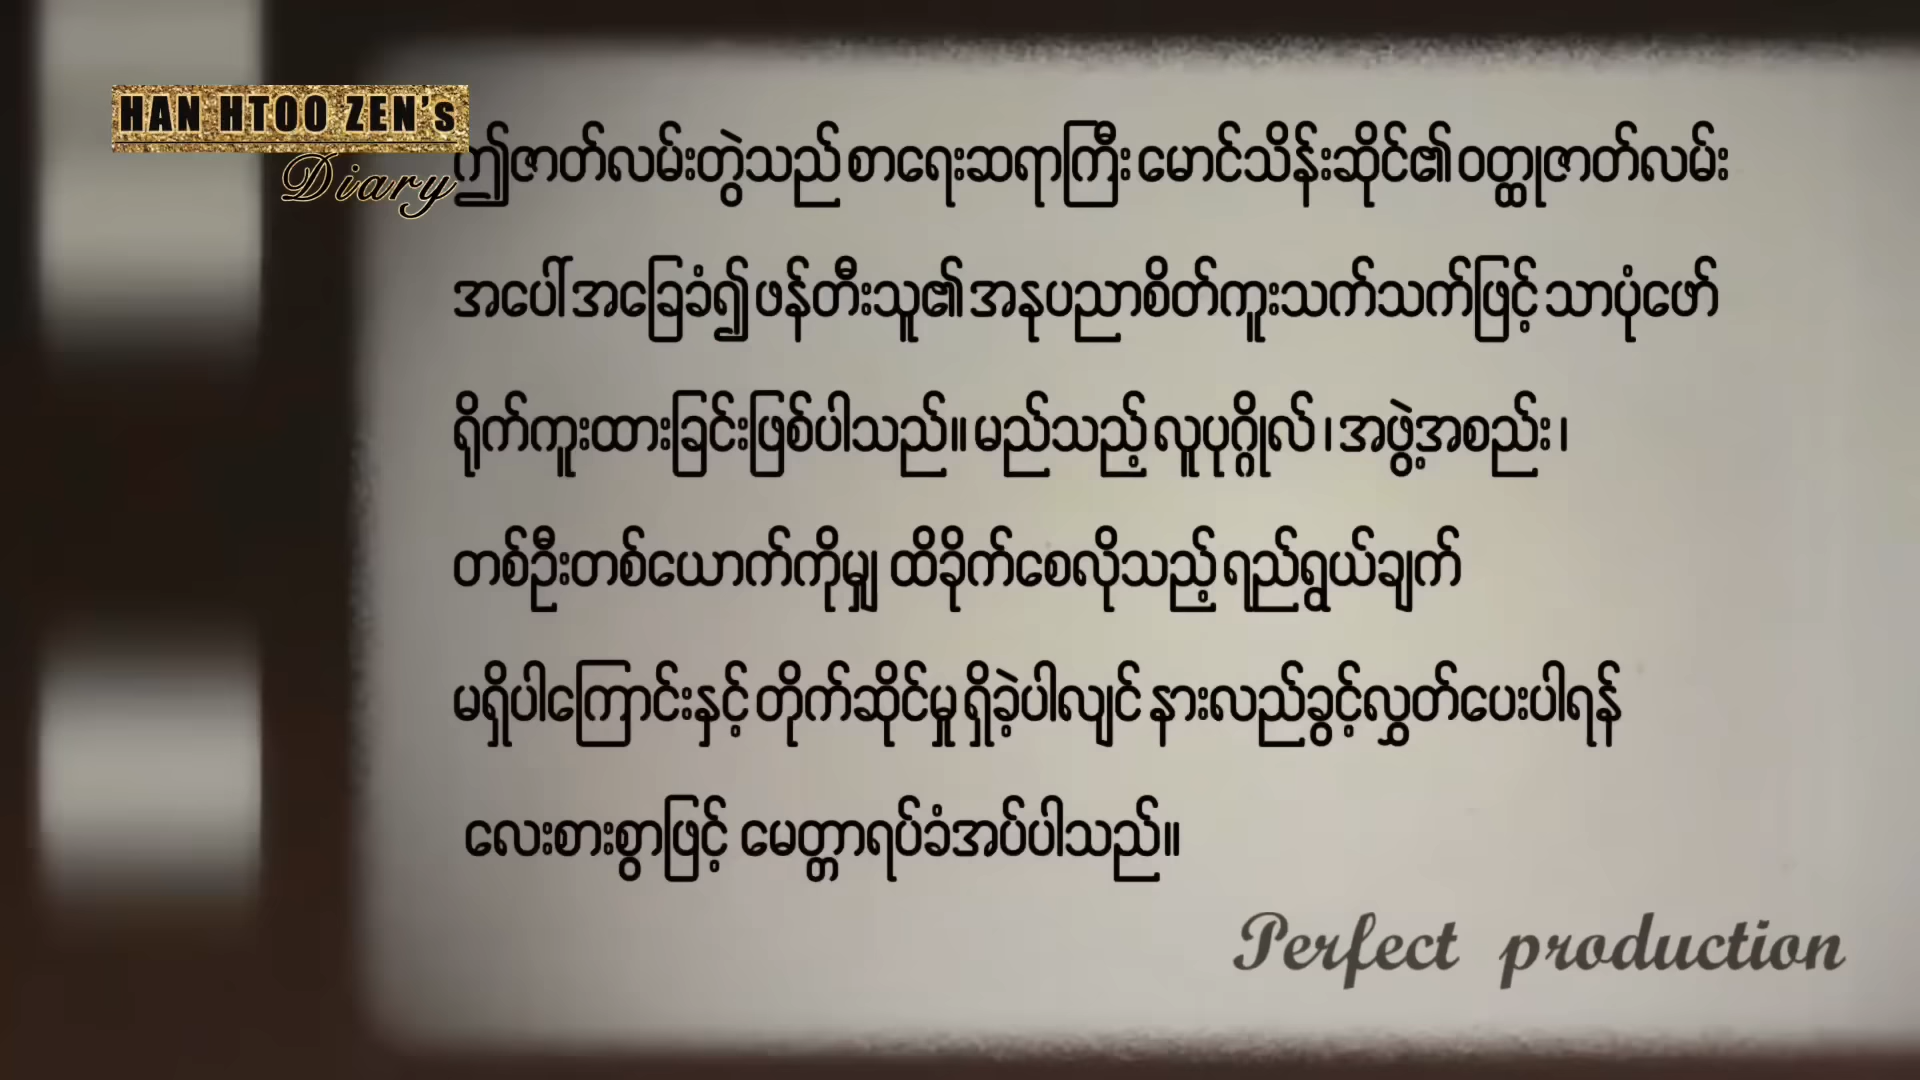 HAN HTOO ZEN's
Diary
ဤဇာတ်လမ်းတွဲသည် စာရေးဆရာကြီး မောင်သိန်းဆိုင်၏ ဝတ္ထုဇာတ်လမ်း
အပေါ် အခြေခံ၍ ဖန်တီးသူ၏ အနုပညာစိတ်ကူးသက်သက်ဖြင့် သာပုံဖော်
ရိုက်ကူးထားခြင်းဖြစ်ပါသည်။ မည်သည့် လူပုဂ္ဂိုလ် ၊ အဖွဲ့အစည်း ၊
တစ်ဦးတစ်ယောက်ကိုမျှ ထိခိုက်စေလိုသည့် ရည်ရွယ်ချက်
မရှိပါကြောင်းနှင့် တိုက်ဆိုင်မှု ရှိခဲ့ပါလျင် နားလည်ခွင့်လွှတ်ပေးပါရန်
လေးစားစွာဖြင့် မေတ္တာရပ်ခံအပ်ပါသည်။
Perfect production